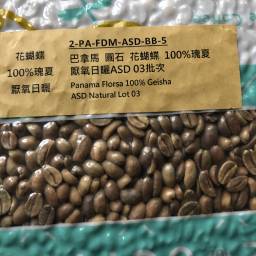 2-PA-FDM-ASD-BB-5
花蝴蝶
100%瑰夏
厭氧日曬
巴拿馬 圓石 花蝴蝶 100%瑰夏
厭氧日曬ASD 03批次
Panama Florsa 100% Geisha
ASD Natural Lot 03